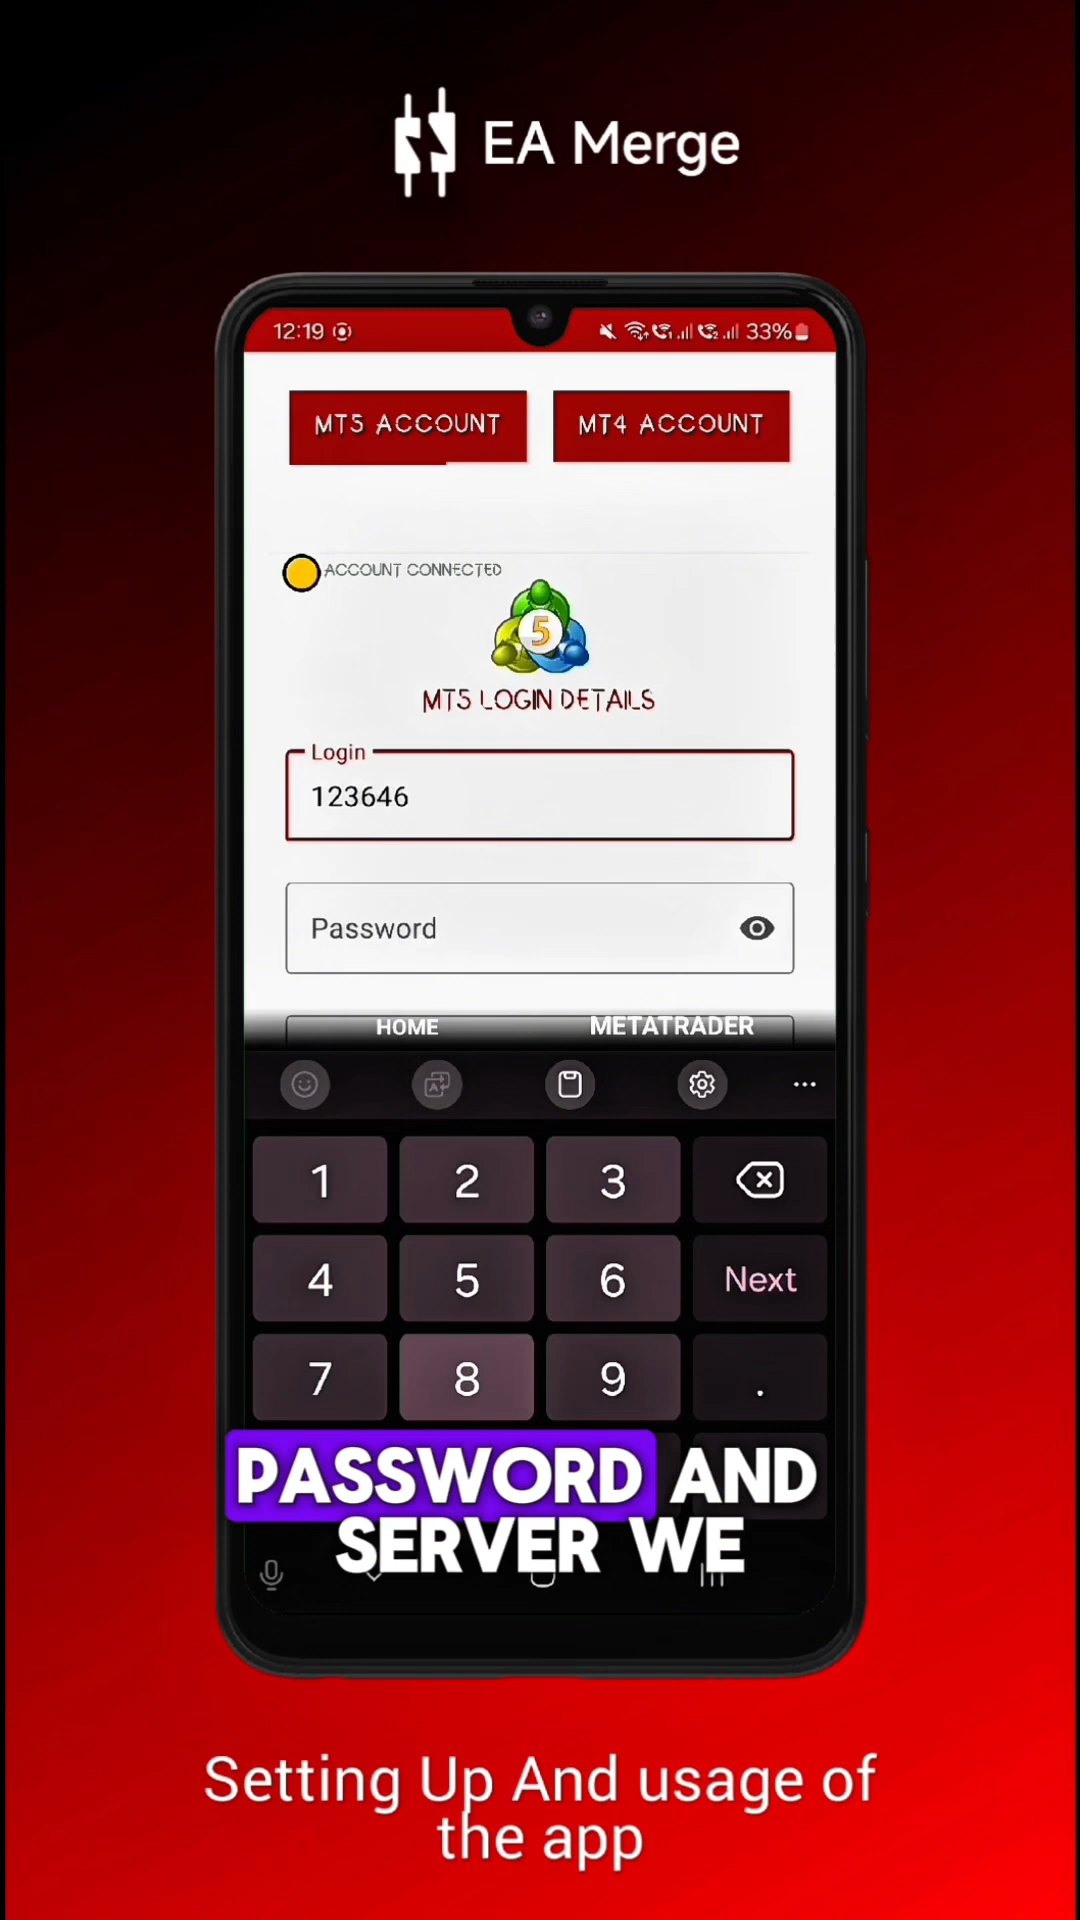 EA Merge
12:19
33%
MT5 ACCOUNT
MT4 ACCOUNT
ACCOUNT CONNECTED
5
MT5 LOGIN DETAILS
Login
123646
Password
HOME
METATRADER
1 2 3
4 5 6 Next
7 8 9 .
PASSWORD AND
SERVER WE
Setting Up And usage of
the app